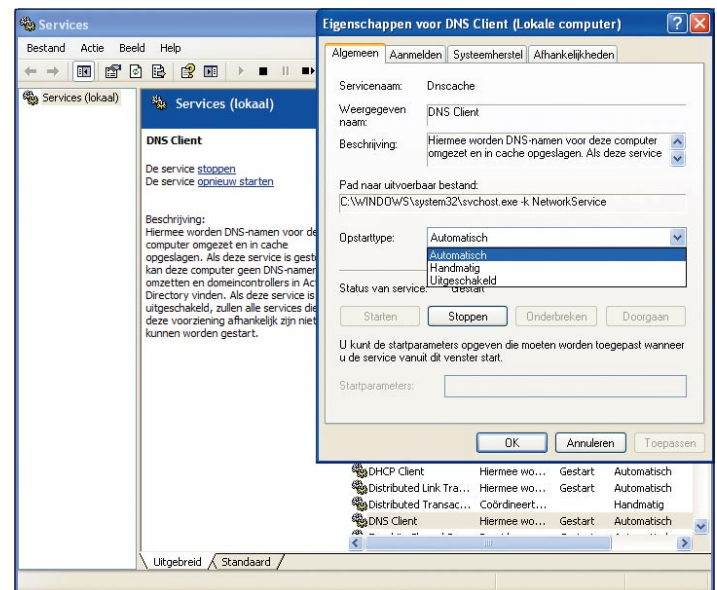 Services
Bestand Actie Beeld Help
Services (lokaal)
Services (lokaal)
DNS Client
De service stoppen
De service opnieuw starten
Beschrijving:
Hiermee worden DNS-namen voor de
computer omgezet en in cache
opgeslagen. Als deze service is gest
kan deze computer geen DNS-namen
omzetten en domeincontrollers in Ac
Directory vinden. Als deze service is
uitgeschakeld, zullen alle services die
deze voorziening afhankelijk zijn niet
kunnen worden gestart.
Eigenschappen voor DNS Client (Lokale computer)
Algemeen Aanmelden Systeemherstel Afhankelijkheden
Servicenaam: Dnscache
Weergegeven
naam:
DNS Client
Beschrijving:
Hiermee worden DNS-namen voor deze computer
omgezet en in cache opgeslagen. Als deze service
Pad naar uitvoerbaar bestand:
C:\WINDOWS\system32\svchost.exe -k NetworkService
Opstarttype: Automatisch
Automatisch
Handmatig
Uitgeschakeld
Status van service: Gestart
Starten Stoppen Onderbreken Doorgaan
U kunt de startparameters opgeven die moeten worden toegepast wanneer
u de service vanuit dit venster start.
Startparameters:
OK Annuleren Toepassen
DHCP Client Hiermee wo... Gestart Automatisch
Distributed Link Tra... Hiermee wo... Gestart Automatisch
Distributed Transac... Coördineert... Handmatig
DNS Client Hiermee wo... Gestart Automatisch
Uitgebreid Standaard